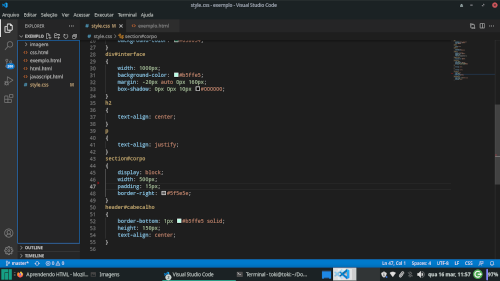 style.css - exemplo - Visual Studio Code
Arquivo Editar Seleção Ver Acessar Executar Terminal Ajuda
EXPLORER
style.css M
exemplo.html
EXEMPLO
style.css > section#corpo
imagem
css.html
exemplo.html
html.html
javascript.html
style.css M
27 }
28 div#interface
29 {
30 width: 1000px;
31 background-color: #b5ffe5;
32 margin: -20px auto 0px 160px;
33 box-shadow: 0px 0px 10px #000000;
34 }
35 h2
36 {
37 text-align: center;
38 }
39 p
40 {
41 text-align: justify;
42 }
43 section#corpo
44 {
45 display: block;
46 width: 500px;
47 padding: 15px;
48 border-right: #5f5e5e;
49 }
50 header#cabecalho
51 {
52 border-bottom: 1px #b5ffe5 solid;
53 height: 150px;
54 text-align: center;
55 }
56
OUTLINE
TIMELINE
master* 0 0
Ln 47, Col 1 Spaces: 4 UTF-8 LF CSS
Aprendendo HTML - Mozil...
Imagens
Visual Studio Code
Terminal - toki@toki - /Do...
qua 16 mar, 11:57
97%